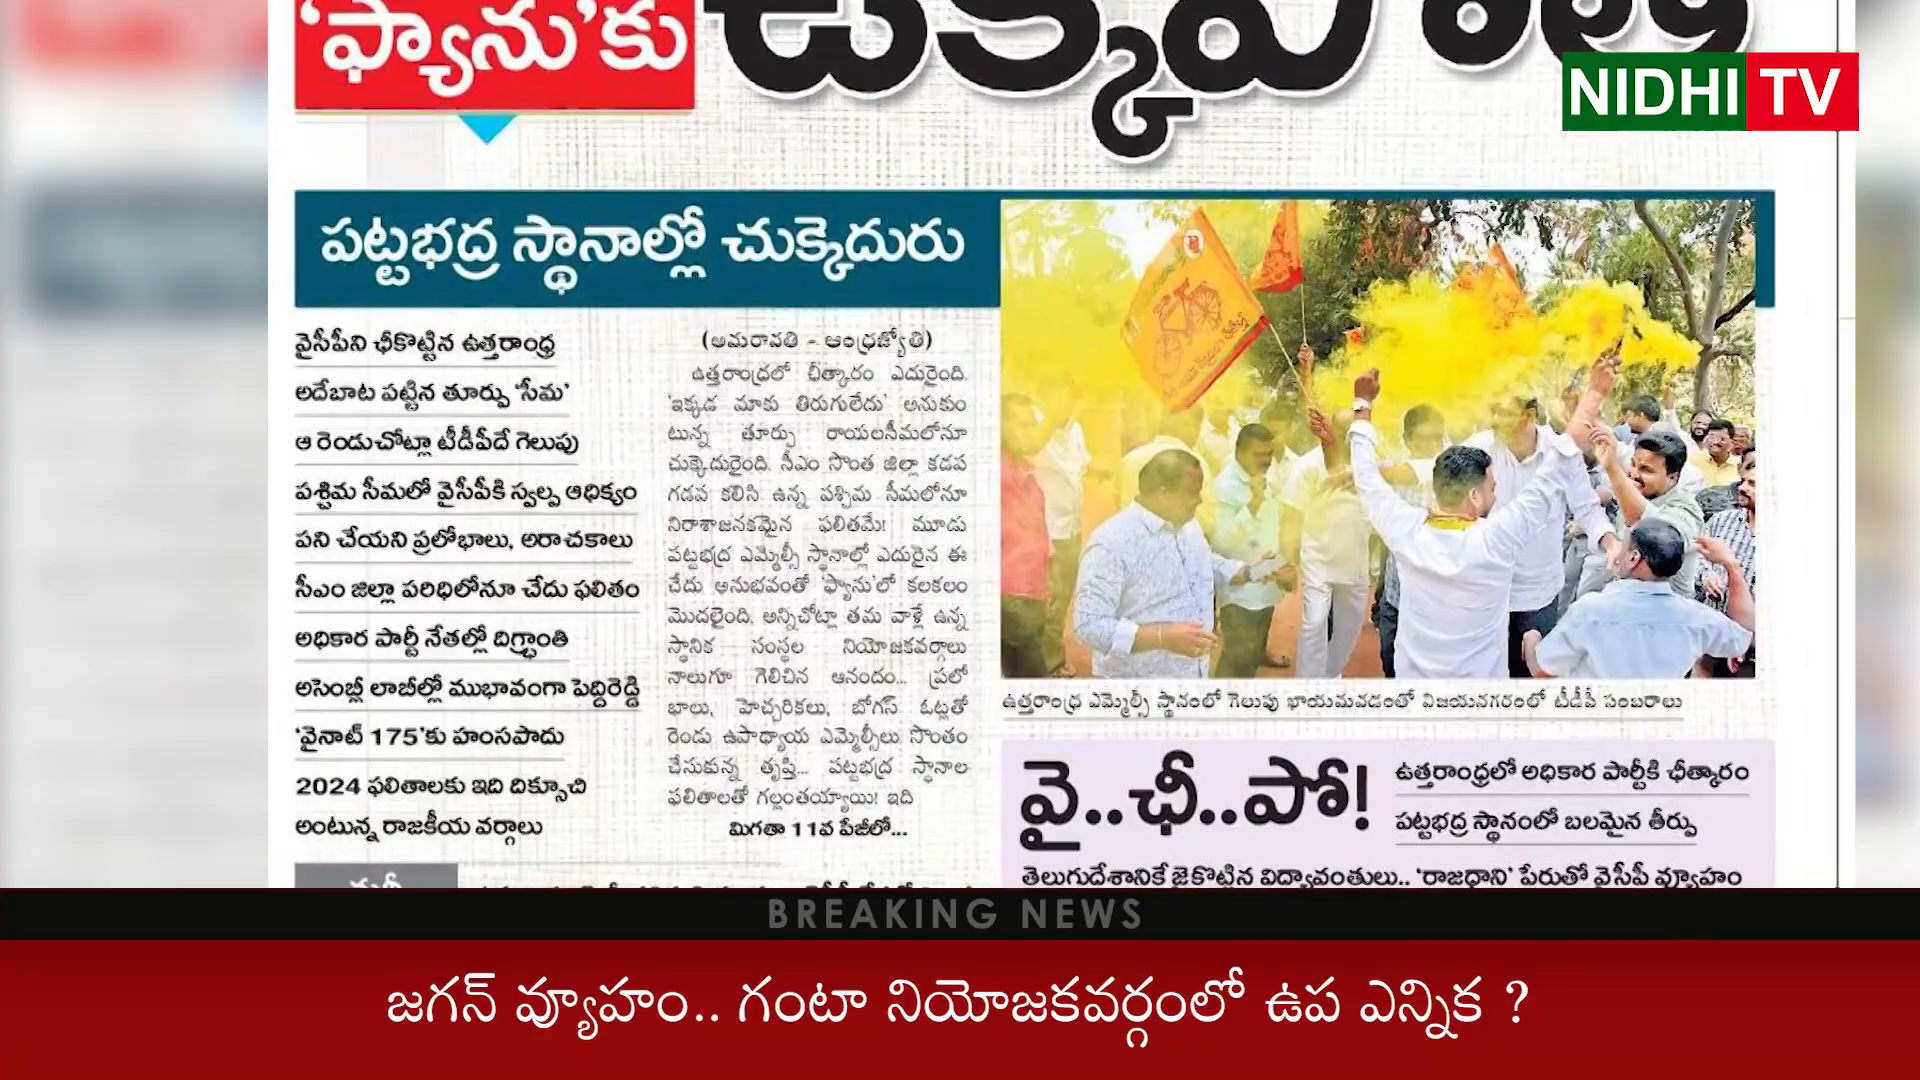 ‘ఫ్యాను’కు
NIDHI TV
పట్టభద్ర స్థానాల్లో చుక్కెదురు
వైసీపీని ఛీకొట్టిన ఉత్తరాంధ్ర
అదేబాట పట్టిన తూర్పు ‘సీమ’
ఆ రెండుచోట్లా టీడీపీదే గెలుపు
పశ్చిమ సీమలో వైసీపీకి స్వల్ప ఆధిక్యం
పని చేయని ప్రలోభాలు, అరాచకాలు
సీఎం జిల్లా పరిధిలోనూ చేదు ఫలితం
అధికార పార్టీ నేతల్లో దిగ్భ్రాంతి
అసెంబ్లీ లాబీల్లో ముభావంగా పెద్దిరెడ్డి
‘వైనాట్ 175’కు హంసపాదు
2024 ఫలితాలకు ఇది దిక్సూచి
అంటున్న రాజకీయ వర్గాలు
(అమరావతి - ఆంధ్రజ్యోతి)
ఉత్తరాంధ్రలో ఛీత్కారం ఎదురైంది.
‘ఇక్కడ మాకు తిరుగులేదు’ అనుకుం
టున్న తూర్పు రాయలసీమలోనూ
చుక్కెదురైంది. సీఎం సొంత జిల్లా కడప
గడప కలిసి ఉన్న పశ్చిమ సీమలోనూ
నిరాశాజనకమైన ఫలితమే! మూడు
పట్టభద్ర ఎమ్మెల్సీ స్థానాల్లో ఎదురైన ఈ
చేదు అనుభవంతో ‘ఫ్యాను’లో కలకలం
మొదలైంది. అన్నిచోట్లా తమ వాళ్లే ఉన్న
స్థానిక సంస్థల నియోజకవర్గాలు
నాలుగూ గెలిచిన ఆనందం... ప్రలో
భాలు, హెచ్చరికలు, బోగస్ ఓట్లతో
రెండు ఉపాధ్యాయ ఎమ్మెల్సీలు సొంతం
చేసుకున్న తృప్తి... పట్టభద్ర స్థానాల
ఫలితాలతో గల్లంతయ్యాయి! ఇది
మిగతా 11వ పేజీలో...
ఉత్తరాంధ్ర ఎమ్మెల్సీ స్థానంలో గెలుపు ఖాయమవడంతో విజయనగరంలో టీడీపీ సంబరాలు
వై..ఛీ..పో!
ఉత్తరాంధ్రలో అధికార పార్టీకి ఛీత్కారం
పట్టభద్ర స్థానంలో బలమైన తీర్పు
తెలుగుదేశానికే జైకొట్టిన విద్యావంతులు.. ‘రాజధాని’ పేరుతో వైసీపీ వ్యూహం
BREAKING NEWS
జగన్ వ్యూహం.. గంటా నియోజకవర్గంలో ఉప ఎన్నిక ?